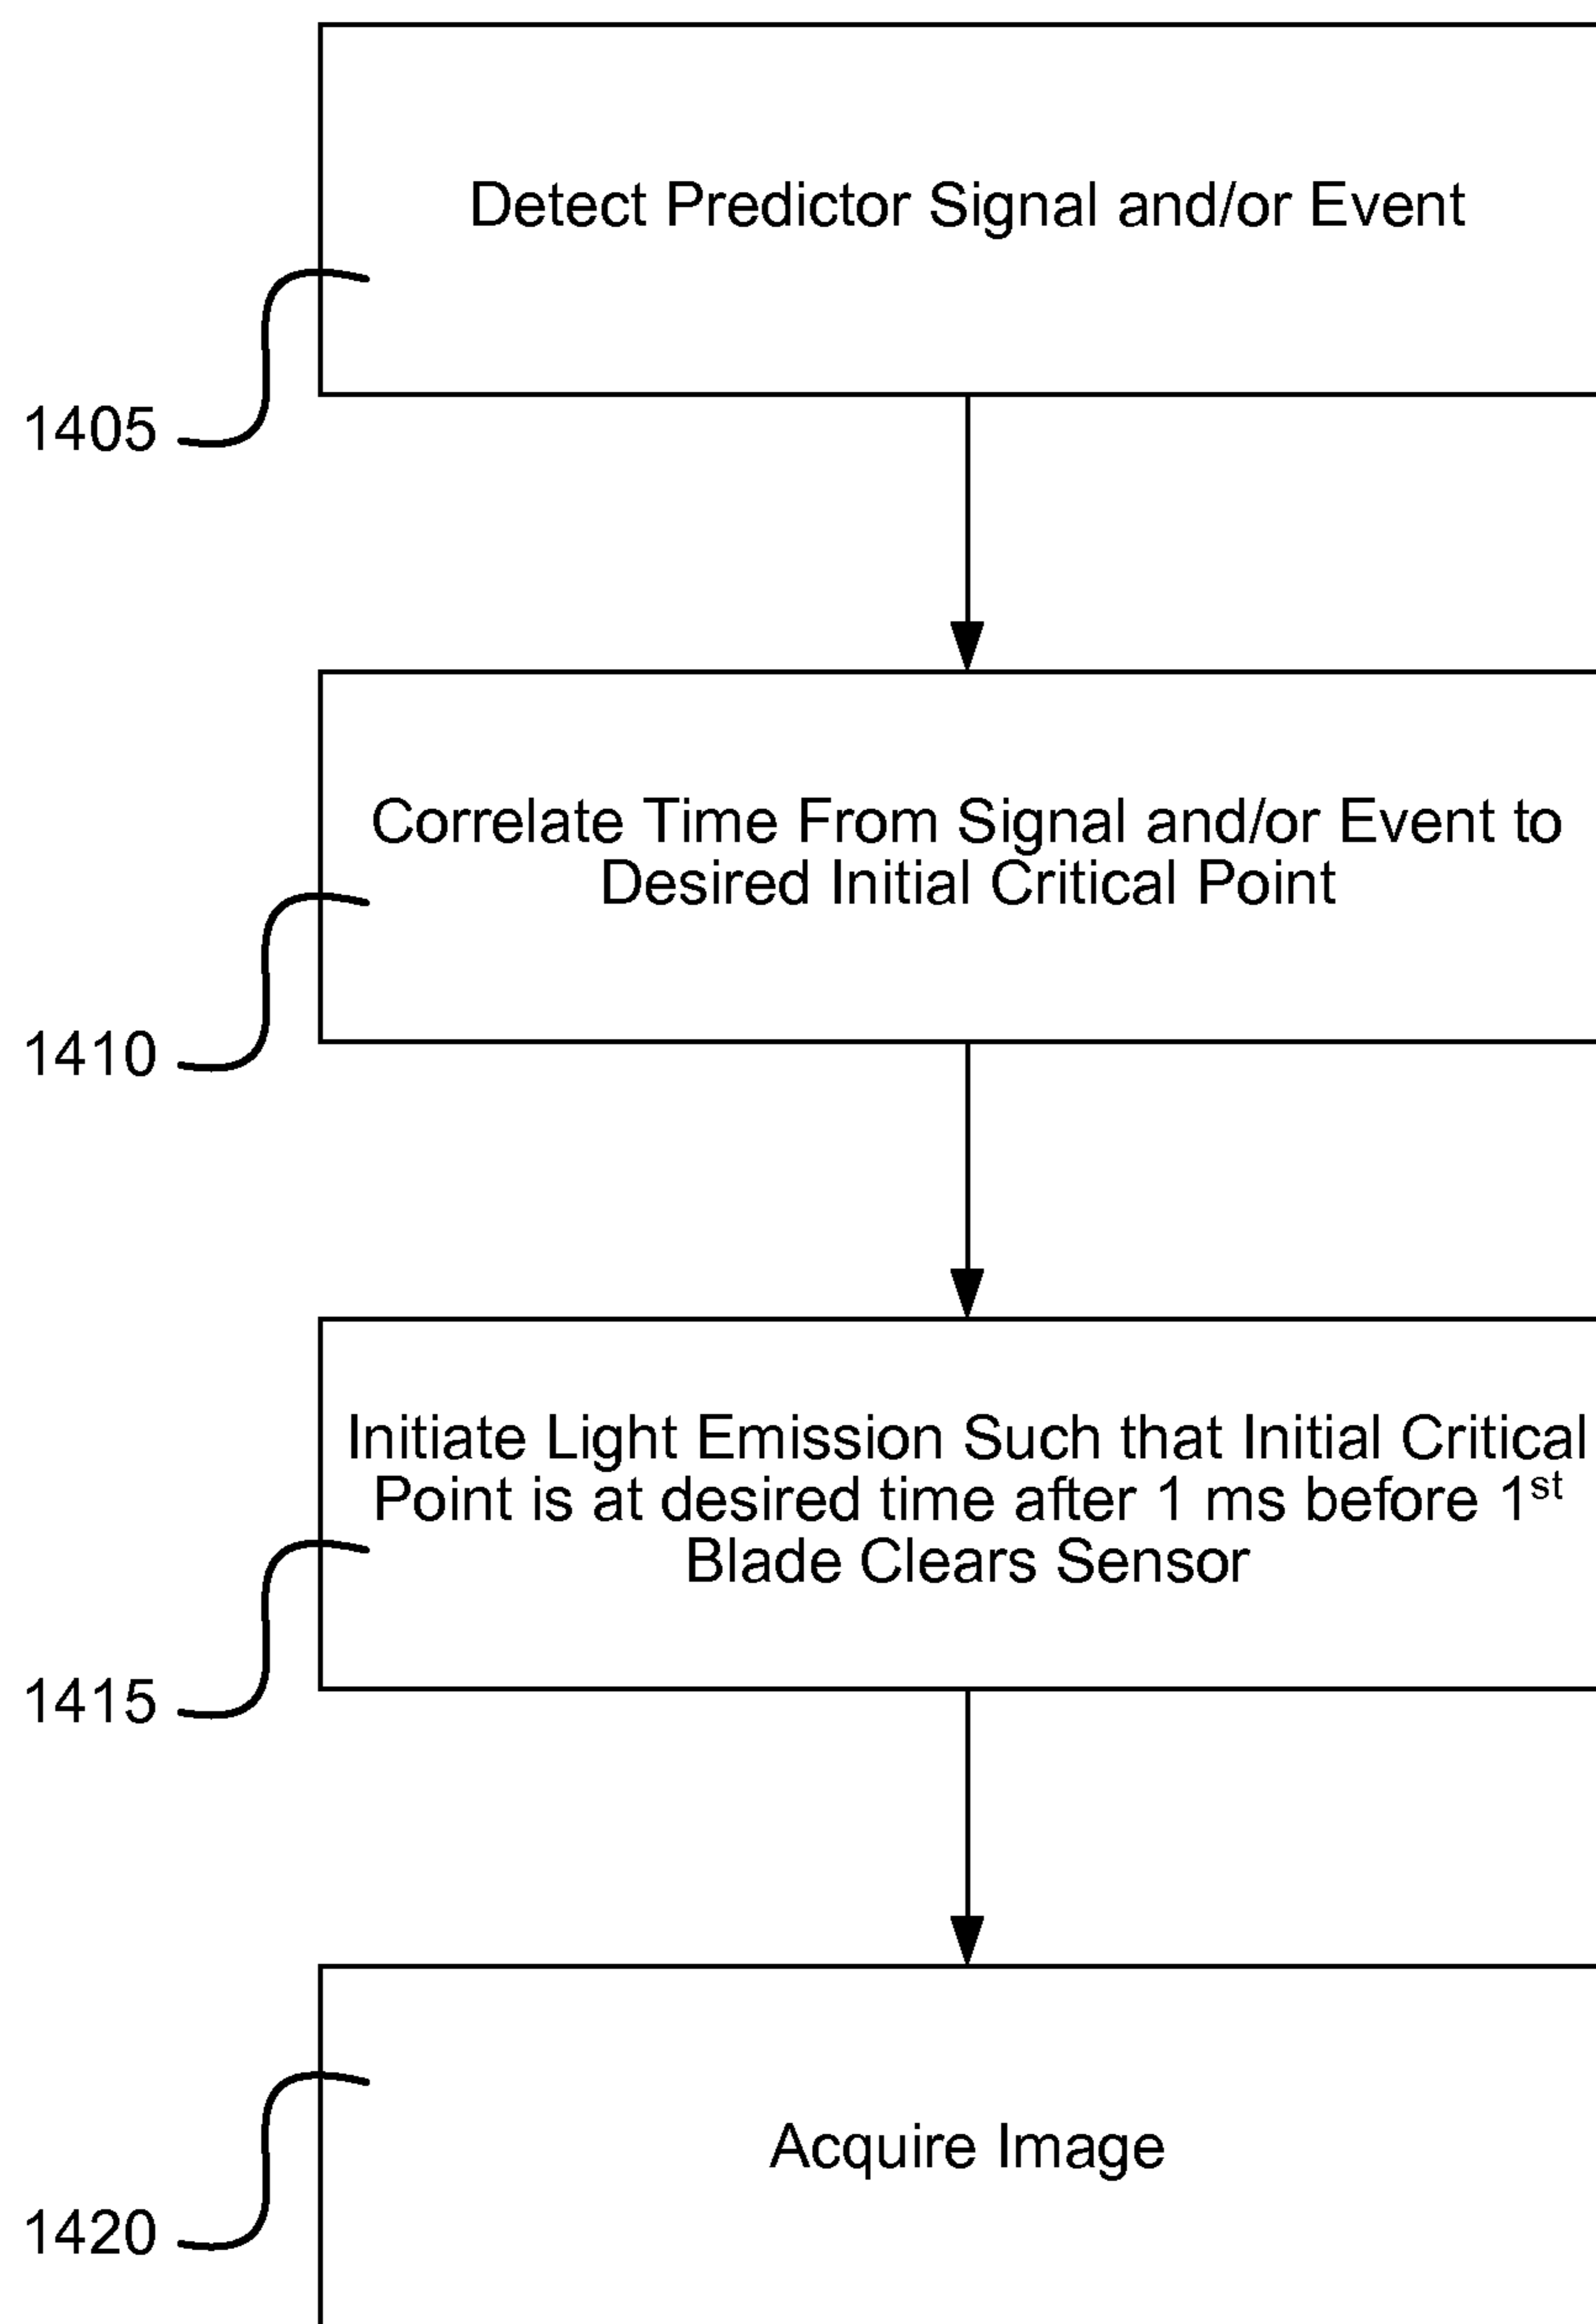 Detect Predictor Signal and/or Event
1405
Correlate Time From Signal and/or Event to
Desired Initial Critical Point
1410
Initiate Light Emission Such that Initial Critical
Point is at desired time after 1 ms before 1st
Blade Clears Sensor
1415
Acquire Image
1420